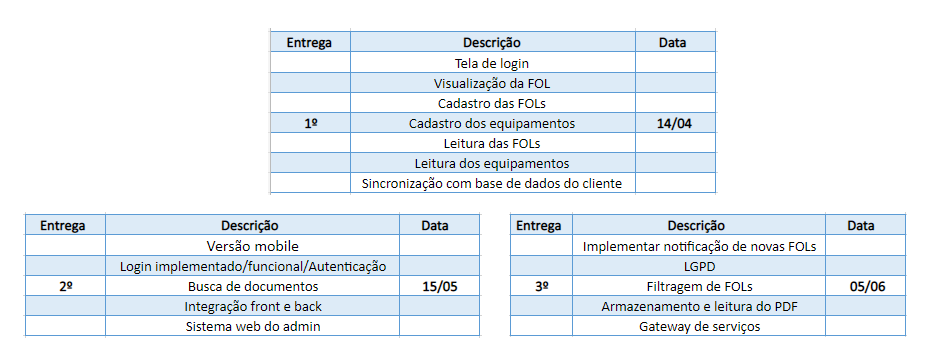 Entrega Descrição Data
Tela de login
Visualização da FOL
Cadastro das FOLs
1º Cadastro dos equipamentos 14/04
Leitura das FOLs
Leitura dos equipamentos
Sincronização com base de dados do cliente
Entrega Descrição Data
Versão mobile
Login implementado/funcional/Autenticação
2º Busca de documentos 15/05
Integração front e back
Sistema web do admin
Entrega Descrição Data
Implementar notificação de novas FOLs
LGPD
3º Filtragem de FOLs 05/06
Armazenamento e leitura do PDF
Gateway de serviços